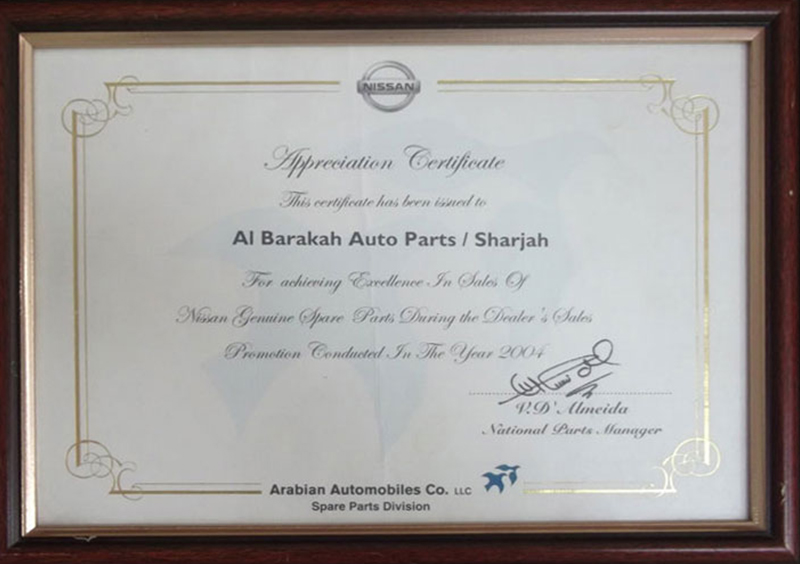 NISSAN
Appreciation Certificate
This certificate has been issued to
Al Barakah Auto Parts / Sharjah
For achieving Excellence In Sales Of
Nissan Genuine Spare Parts During the Dealer's Sales
Promotion Conducted In The Year 2004
V.D'Almeida
National Parts Manager
Arabian Automobiles Co. LLC
Spare Parts Division